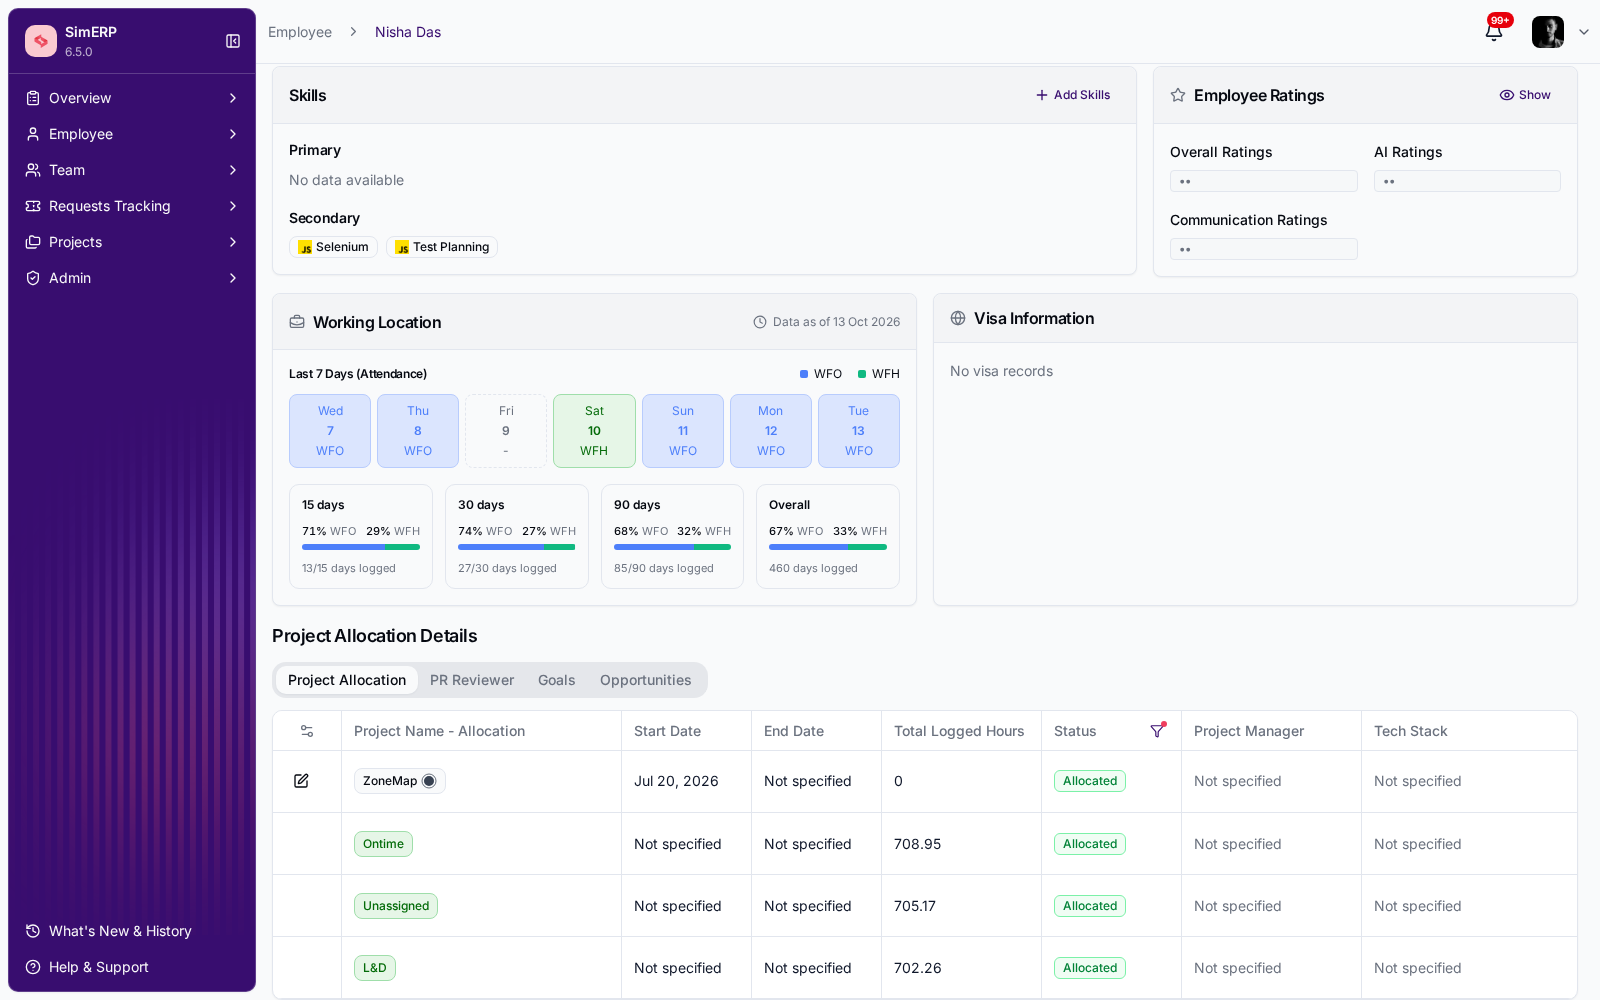 SimERP
6.5.0
Overview
Employee
Team
Requests Tracking
Projects
Admin
What's New & History
Help & Support
Employee > Nisha Das
99+
Skills
+ Add Skills
Primary
No data available
Secondary
JS Selenium
JS Test Planning
Employee Ratings
Show
Overall Ratings
••
AI Ratings
••
Communication Ratings
••
Working Location
Data as of 13 Oct 2026
Last 7 Days (Attendance)
WFO
WFH
Wed 7 WFO
Thu 8 WFO
Fri 9 -
Sat 10 WFH
Sun 11 WFO
Mon 12 WFO
Tue 13 WFO
15 days
71% WFO 29% WFH
13/15 days logged
30 days
74% WFO 27% WFH
27/30 days logged
90 days
68% WFO 32% WFH
85/90 days logged
Overall
67% WFO 33% WFH
460 days logged
Visa Information
No visa records
Project Allocation Details
Project Allocation
PR Reviewer
Goals
Opportunities
Project Name - Allocation Start Date End Date Total Logged Hours Status Project Manager Tech Stack
ZoneMap Jul 20, 2026 Not specified 0 Allocated Not specified Not specified
Ontime Not specified Not specified 708.95 Allocated Not specified Not specified
Unassigned Not specified Not specified 705.17 Allocated Not specified Not specified
L&D Not specified Not specified 702.26 Allocated Not specified Not specified